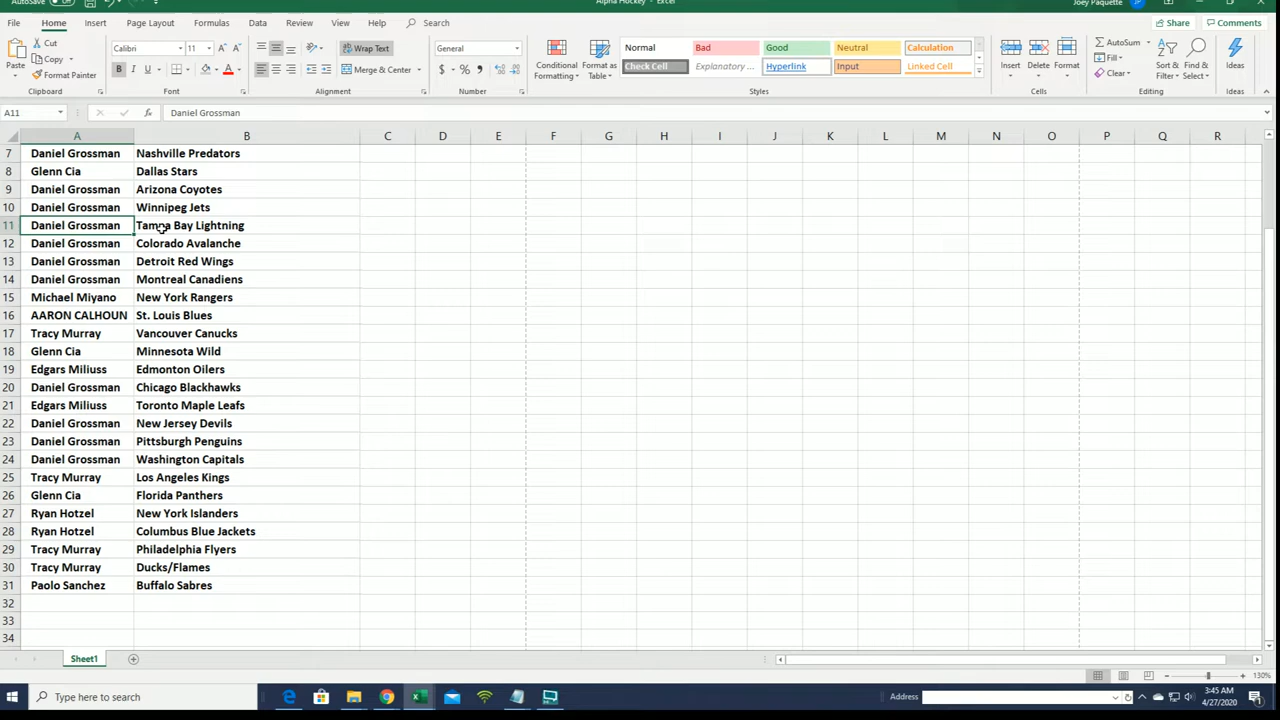 AutoSave Off Alpha Hockey - Excel Joey Paquette JP
File Home Insert Page Layout Formulas Data Review View Help Search Share Comments
Paste Cut Copy Format Painter Clipboard
Calibri 11 B I U Font
Wrap Text Merge & Center Alignment
General $ % Number
Conditional Formatting Format as Table
Normal Bad Good Neutral Calculation
Check Cell Explanatory ... Hyperlink Input Linked Cell
Styles
Insert Delete Format Cells
AutoSum Fill Clear Sort & Filter Find & Select Editing
Ideas Ideas
A11 fx Daniel Grossman
A B C D E F G H I J K L M N O P Q R
7 Daniel Grossman Nashville Predators
8 Glenn Cia Dallas Stars
9 Daniel Grossman Arizona Coyotes
10 Daniel Grossman Winnipeg Jets
11 Daniel Grossman Tampa Bay Lightning
12 Daniel Grossman Colorado Avalanche
13 Daniel Grossman Detroit Red Wings
14 Daniel Grossman Montreal Canadiens
15 Michael Miyano New York Rangers
16 AARON CALHOUN St. Louis Blues
17 Tracy Murray Vancouver Canucks
18 Glenn Cia Minnesota Wild
19 Edgars Miliuss Edmonton Oilers
20 Daniel Grossman Chicago Blackhawks
21 Edgars Miliuss Toronto Maple Leafs
22 Daniel Grossman New Jersey Devils
23 Daniel Grossman Pittsburgh Penguins
24 Daniel Grossman Washington Capitals
25 Tracy Murray Los Angeles Kings
26 Glenn Cia Florida Panthers
27 Ryan Hotzel New York Islanders
28 Ryan Hotzel Columbus Blue Jackets
29 Tracy Murray Philadelphia Flyers
30 Tracy Murray Ducks/Flames
31 Paolo Sanchez Buffalo Sabres
32
33
34
Sheet1
130%
Type here to search Address 3:45 AM
4/27/2020